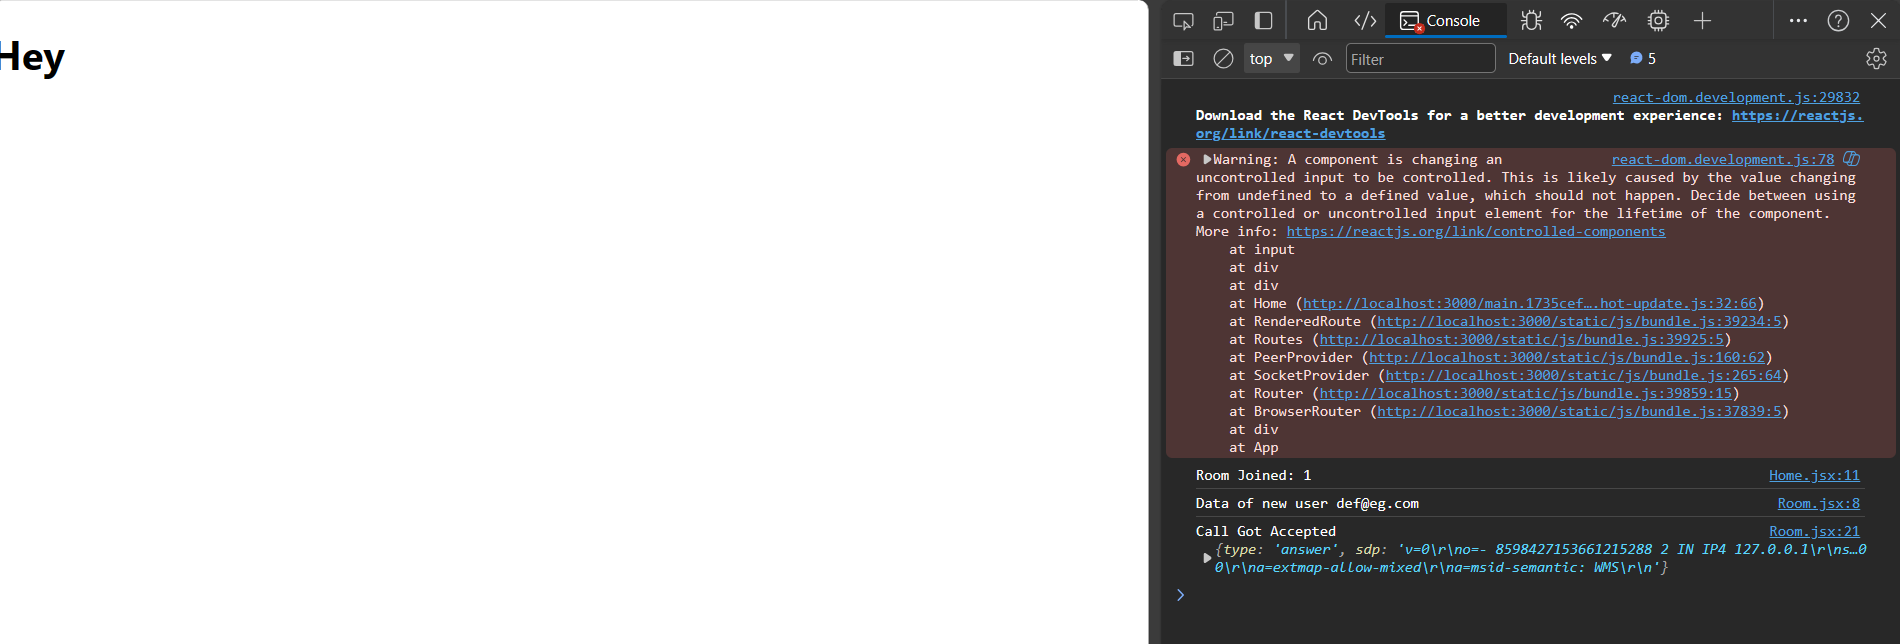 Hey
Console
top
Filter
Default levels
5
react-dom.development.js:29832
Download the React DevTools for a better development experience: https://reactjs.
org/link/react-devtools
Warning: A component is changing an react-dom.development.js:78
uncontrolled input to be controlled. This is likely caused by the value changing
from undefined to a defined value, which should not happen. Decide between using
a controlled or uncontrolled input element for the lifetime of the component.
More info: https://reactjs.org/link/controlled-components
at input
at div
at div
at Home (http://localhost:3000/main.1735cef….hot-update.js:32:66)
at RenderedRoute (http://localhost:3000/static/js/bundle.js:39234:5)
at Routes (http://localhost:3000/static/js/bundle.js:39925:5)
at PeerProvider (http://localhost:3000/static/js/bundle.js:160:62)
at SocketProvider (http://localhost:3000/static/js/bundle.js:265:64)
at Router (http://localhost:3000/static/js/bundle.js:39859:15)
at BrowserRouter (http://localhost:3000/static/js/bundle.js:37839:5)
at div
at App
Room Joined: 1 Home.jsx:11
Data of new user def@eg.com Room.jsx:8
Call Got Accepted Room.jsx:21
{type: 'answer', sdp: 'v=0\r\no=- 8598427153661215288 2 IN IP4 127.0.0.1\r\ns…0
0\r\na=extmap-allow-mixed\r\na=msid-semantic: WMS\r\n'}